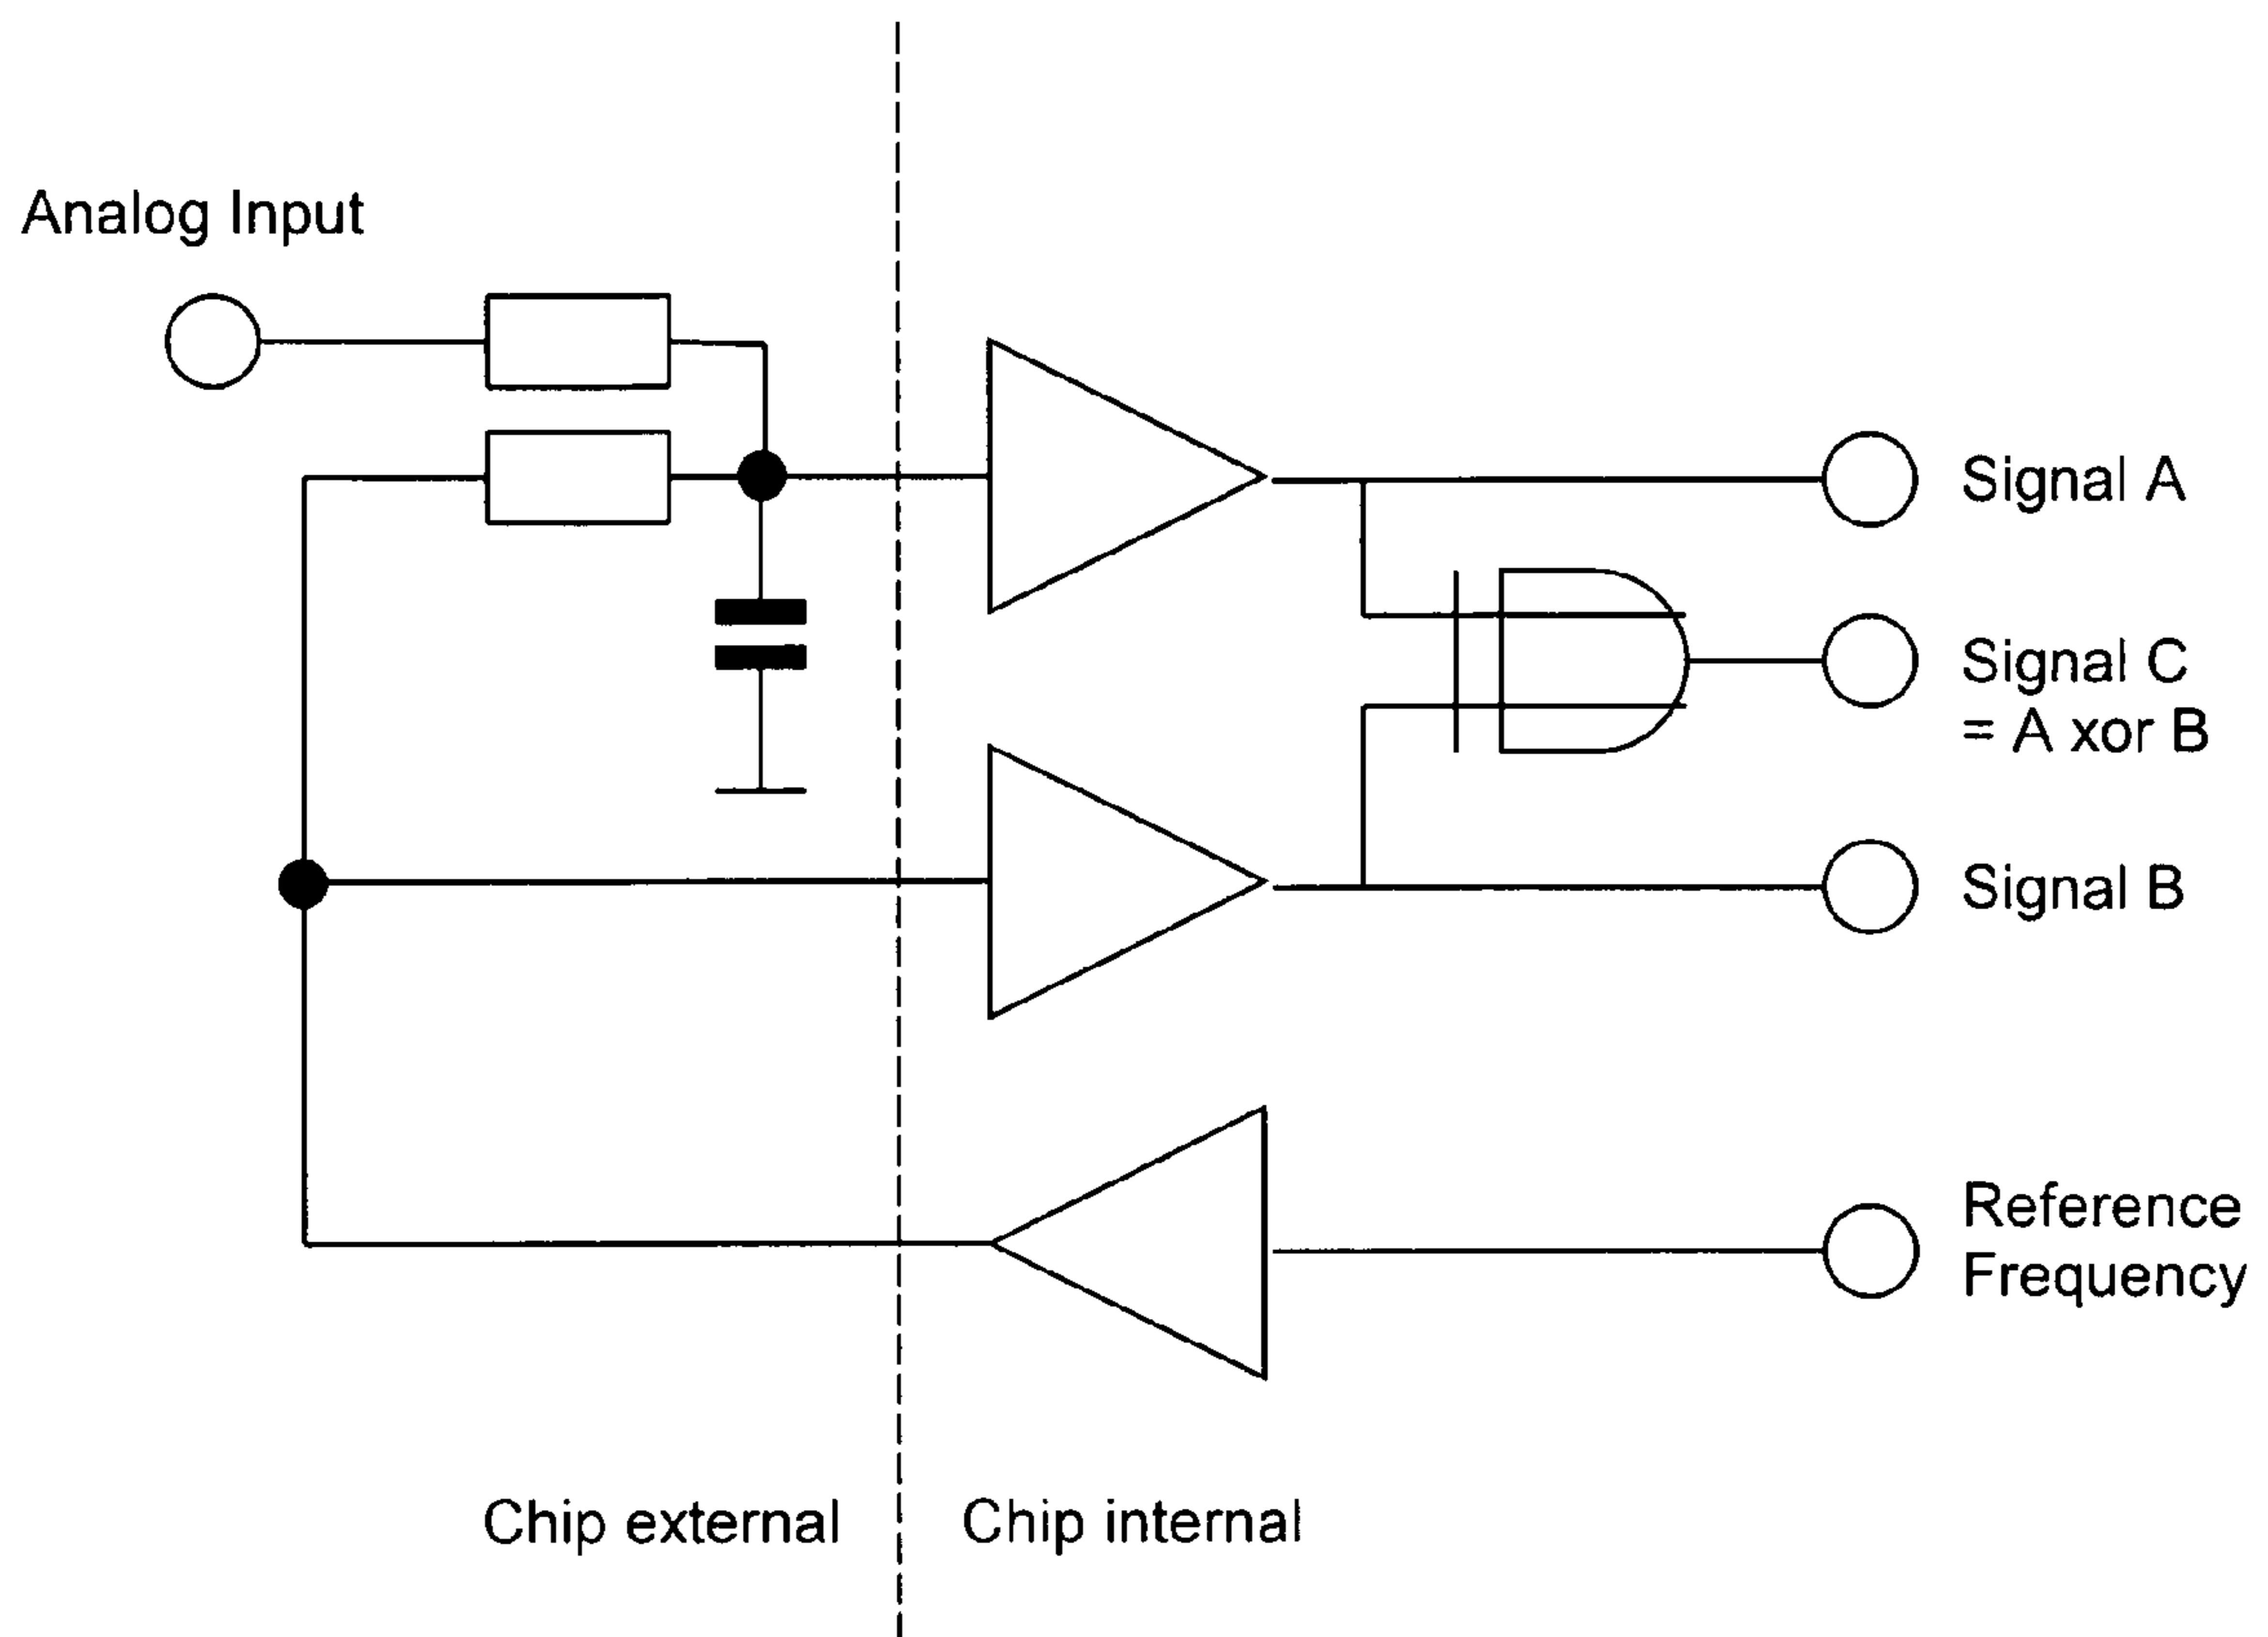 Analog Input
Signal A
Signal C
= A xor B
Signal B
Reference
Frequency
Chip external
Chip internal